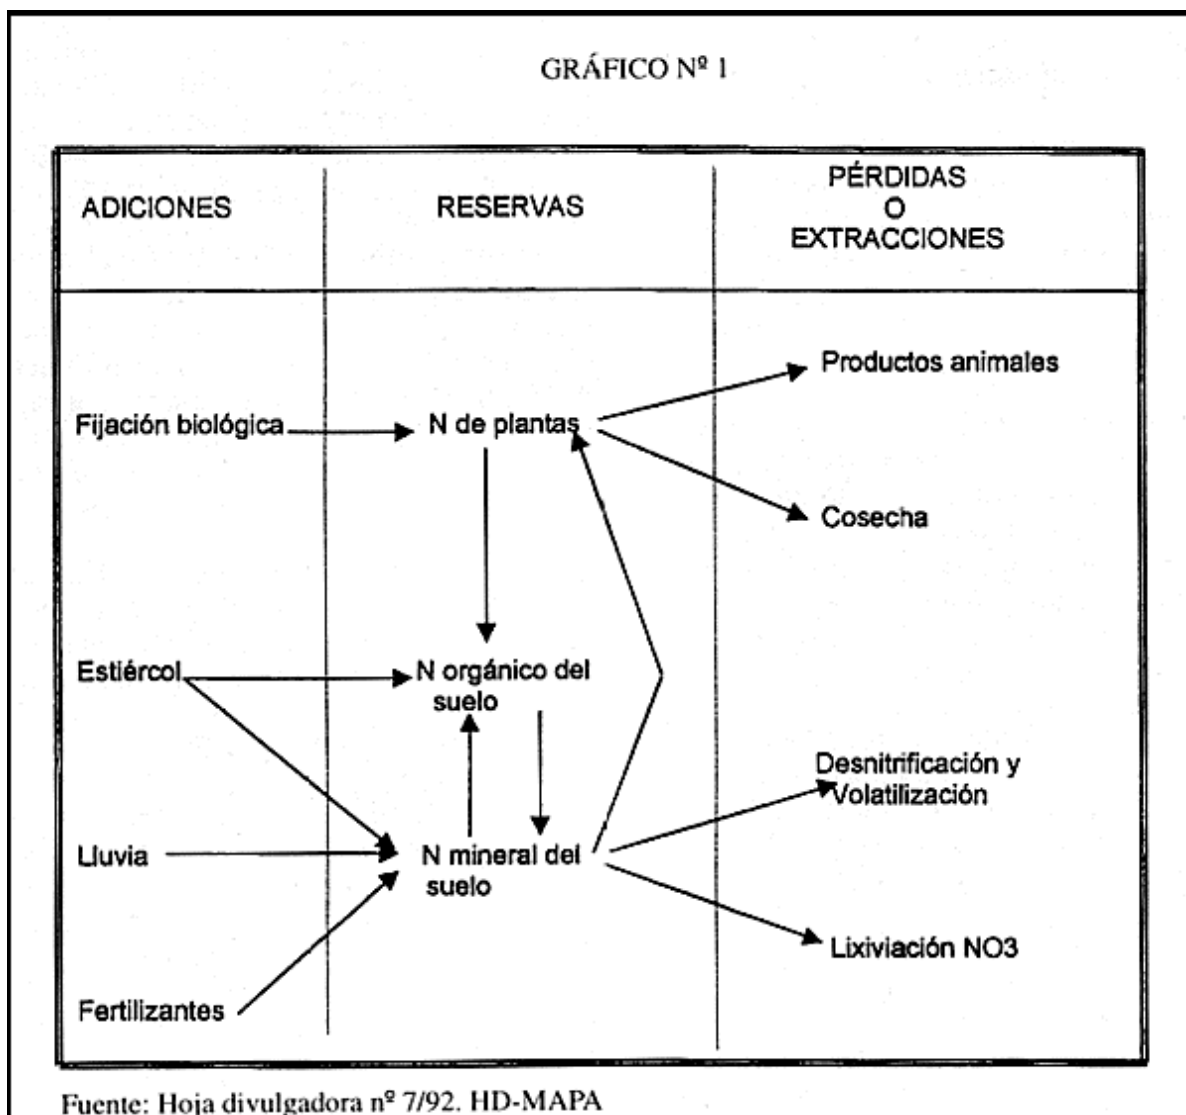 GRÁFICO Nº 1
ADICIONES
RESERVAS
PÉRDIDAS
O
EXTRACCIONES
Fijación biológica
N de plantas
Productos animales
Cosecha
Estiércol
N orgánico del
suelo
Desnitrificación y
Volatilización
Lluvia
N mineral del
suelo
Lixiviación NO3
Fertilizantes
Fuente: Hoja divulgadora nº 7/92. HD-MAPA